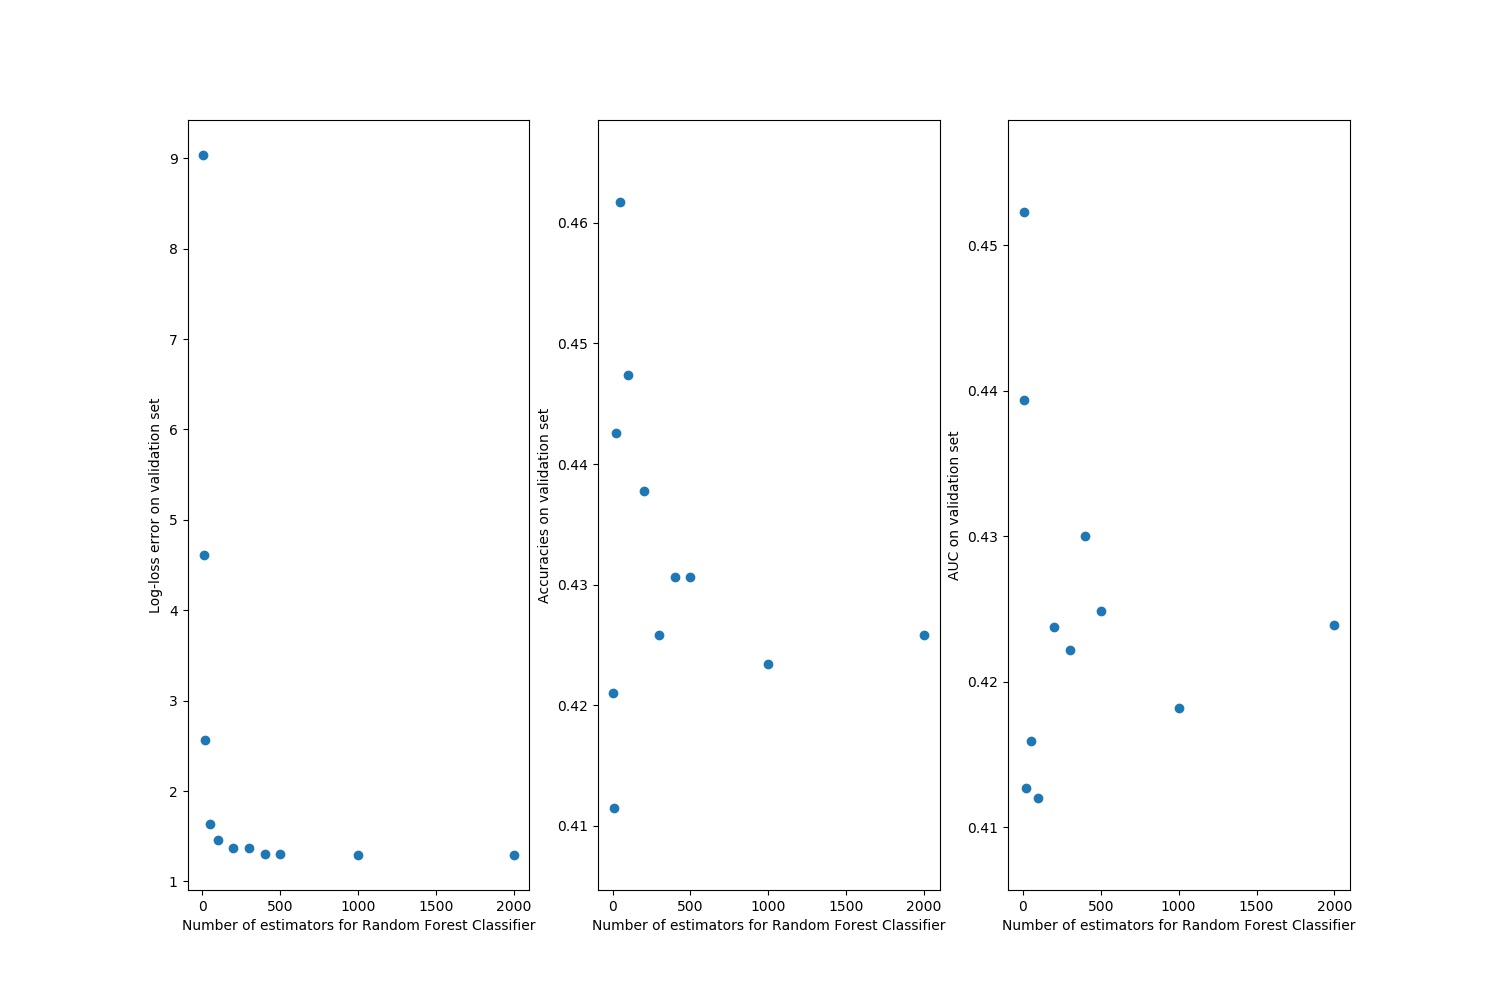 9
8
7
6
5
4
3
2
1
Log-loss error on validation set
0 500 1000 1500 2000
Number of estimators for Random Forest Classifier
0.46
0.45
0.44
0.43
0.42
0.41
Accuracies on validation set
0 500 1000 1500 2000
Number of estimators for Random Forest Classifier
0.45
0.44
0.43
0.42
0.41
AUC on validation set
0 500 1000 1500 2000
Number of estimators for Random Forest Classifier